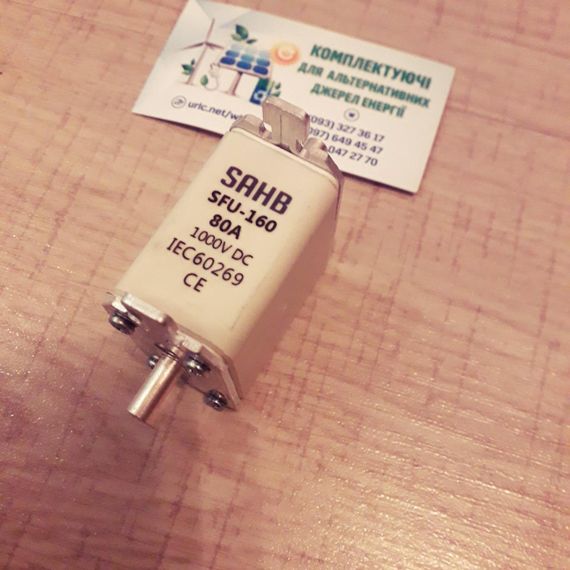 КОМПЛЕКТУЮЧІ
ДЛЯ АЛЬТЕРНАТИВНИХ
ДЖЕРЕЛ ЕНЕРГІЇ
(093) 327 36 17
(097) 649 45 47
047 27 70
SAHB
SFU-160
80A
1000V DC
IEC60269
CE